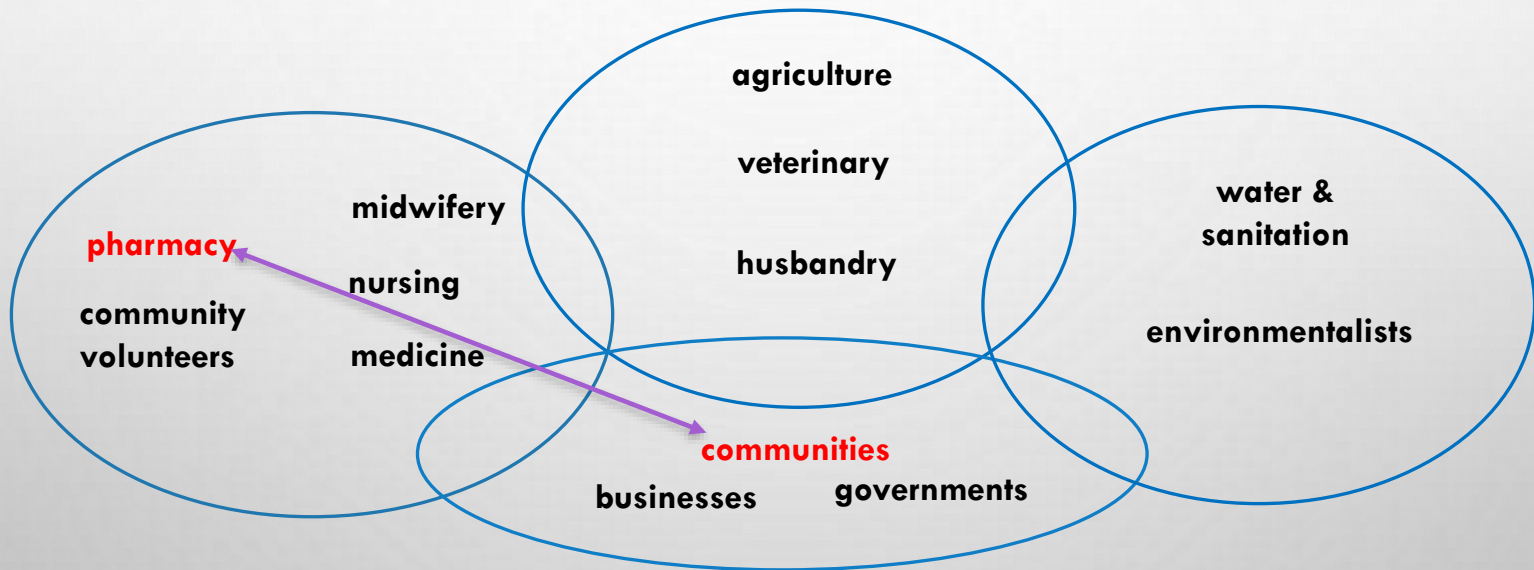 agriculture
veterinary
husbandry
midwifery
pharmacy
nursing
community
volunteers
medicine
water &
sanitation
environmentalists
communities
businesses
governments